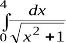 ∫₀⁴ dx / √(x² + 1)